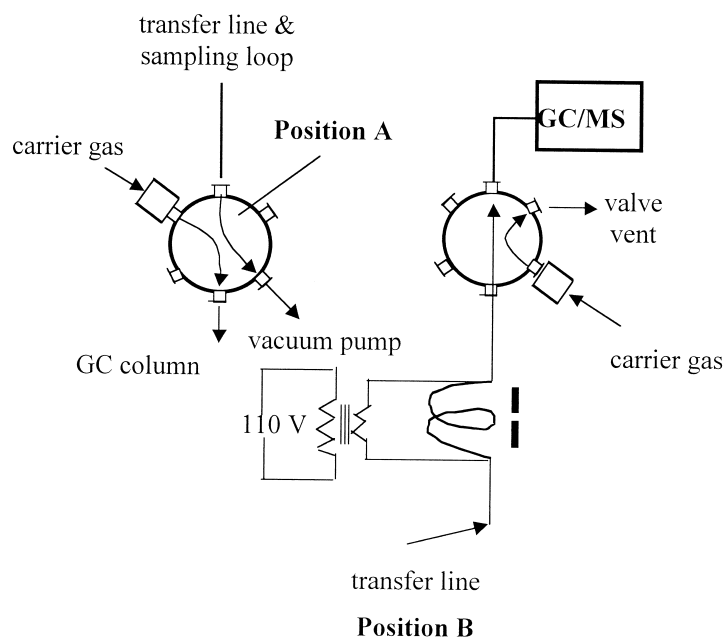 transfer line &
sampling loop
Position A
carrier gas
GC/MS
valve
vent
vacuum pump
GC column
carrier gas
110 V
transfer line
Position B